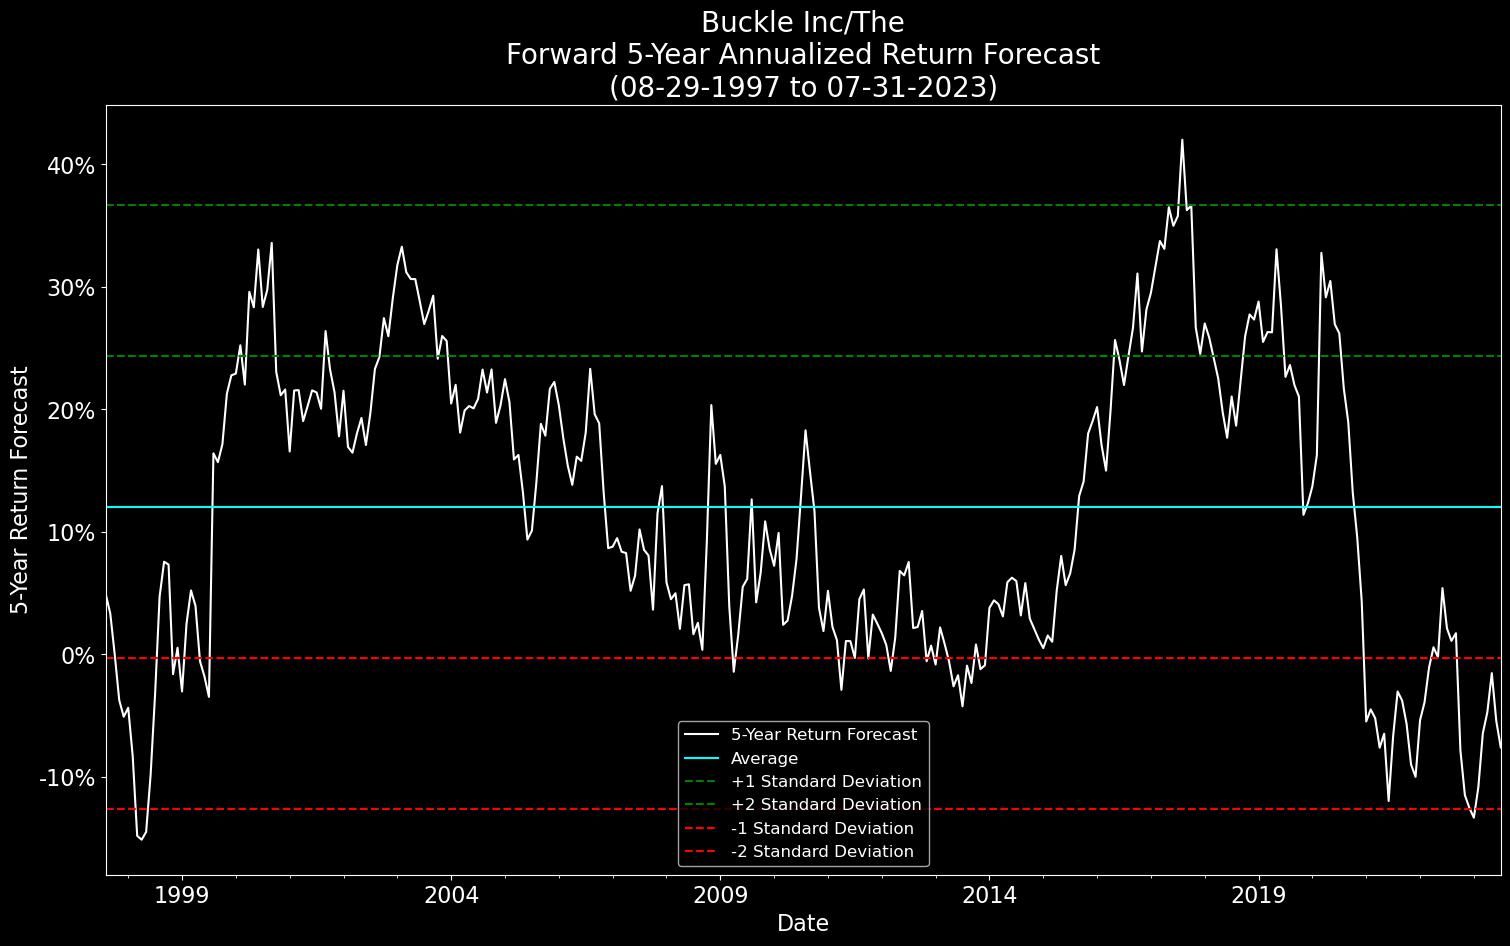 Buckle Inc/The
Forward 5-Year Annualized Return Forecast
(08-29-1997 to 07-31-2023)
5-Year Return Forecast
40%
30%
20%
10%
0%
-10%
5-Year Return Forecast
Average
+1 Standard Deviation
+2 Standard Deviation
-1 Standard Deviation
-2 Standard Deviation
1999
2004
2009
2014
2019
Date